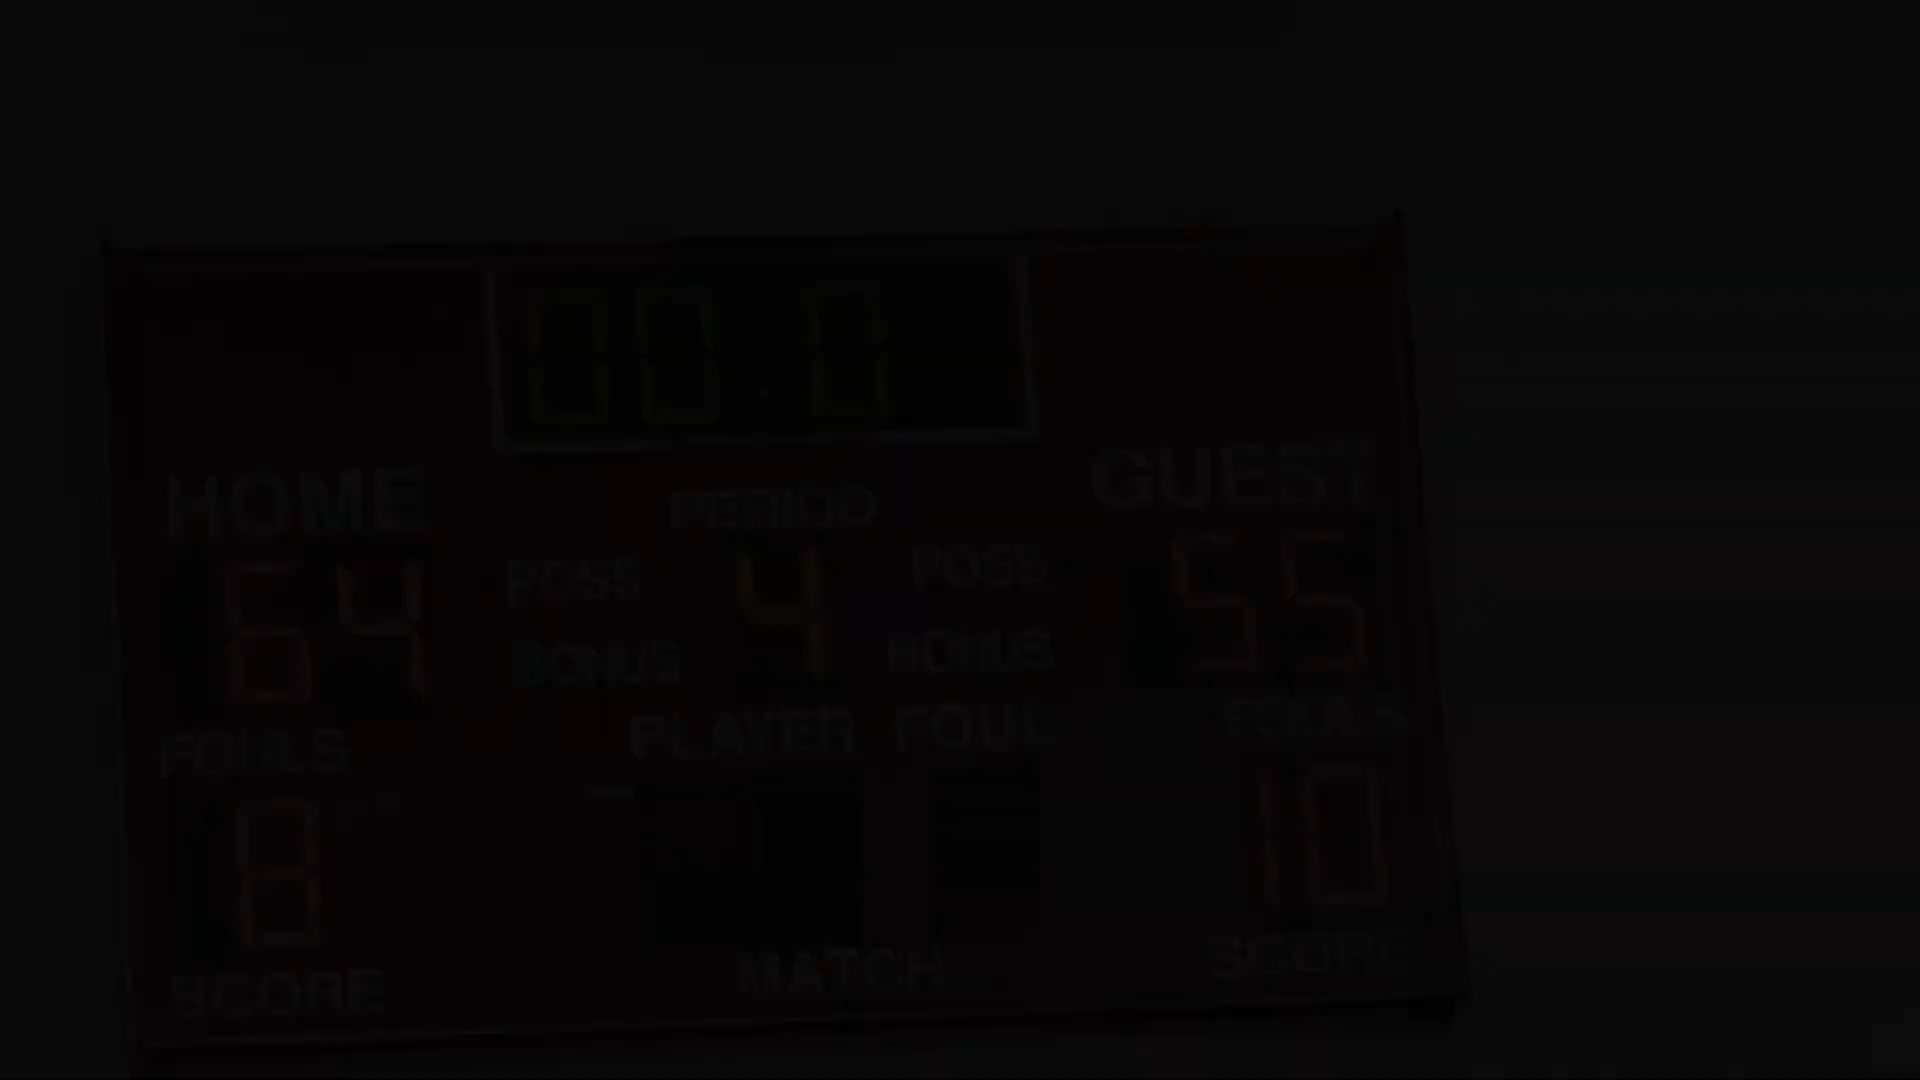 00.0
HOME PERIOD GUEST
64 POSS 4 POSS 55
BONUS BONUS
FOULS PLAYER FOUL FOULS
8 10
SCORE MATCH SCORE